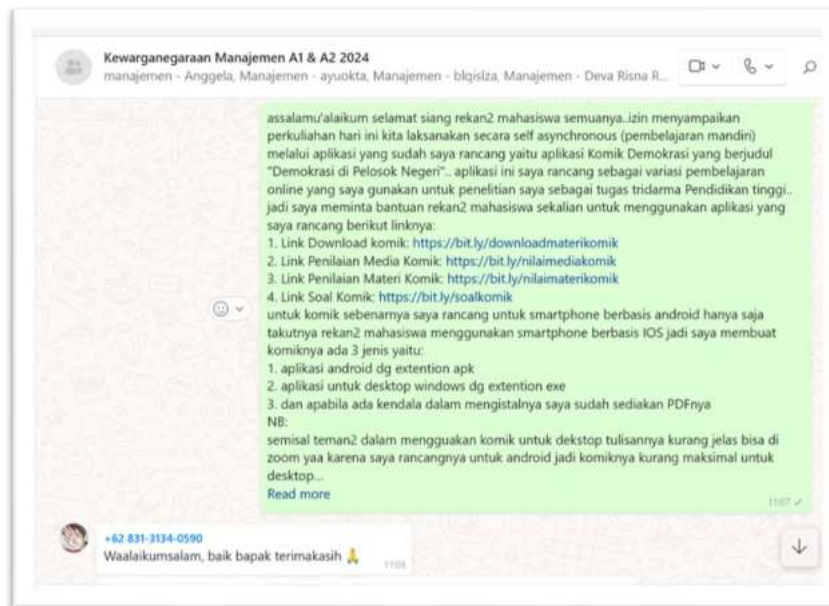 Kewarganegaraan Manajemen A1 & A2 2024
manajemen - Anggela, Manajemen - ayuokta, Manajemen - blqislza, Manajemen - Deva Risna R...
assalamu'alaikum selamat siang rekan2 mahasiswa semuanya..izin menyampaikan
perkuliahan hari ini kita laksanakan secara self asynchronous (pembelajaran mandiri)
melalui aplikasi yang sudah saya rancang yaitu aplikasi Komik Demokrasi yang berjudul
"Demokrasi di Pelosok Negeri".. aplikasi ini saya rancang sebagai variasi pembelajaran
online yang saya gunakan untuk penelitian saya sebagai tugas tridarma Pendidikan tinggi..
jadi saya meminta bantuan rekan2 mahasiswa sekalian untuk menggunakan aplikasi yang
saya rancang berikut linknya:
1. Link Download komik: https://bit.ly/downloadmaterikomik
2. Link Penilaian Media Komik: https://bit.ly/nilaimediakomik
3. Link Penilaian Materi Komik: https://bit.ly/nilaimaterikomik
4. Link Soal Komik: https://bit.ly/soalkomik
untuk komik sebenarnya saya rancang untuk smartphone berbasis android hanya saja
takutnya rekan2 mahasiswa menggunakan smartphone berbasis IOS jadi saya membuat
komiknya ada 3 jenis yaitu:
1. aplikasi android dg extention apk
2. aplikasi untuk desktop windows dg extention exe
3. dan apabila ada kendala dalam mengistalnya saya sudah sediakan PDFnya
NB:
semisal teman2 dalam mengguakan komik untuk dekstop tulisannya kurang jelas bisa di
zoom yaa karena saya rancangnya untuk android jadi komiknya kurang maksimal untuk
desktop...
Read more
11:07
+62 831-3134-0590
Waalaikumsalam, baik bapak terimakasih 🙏
11:08